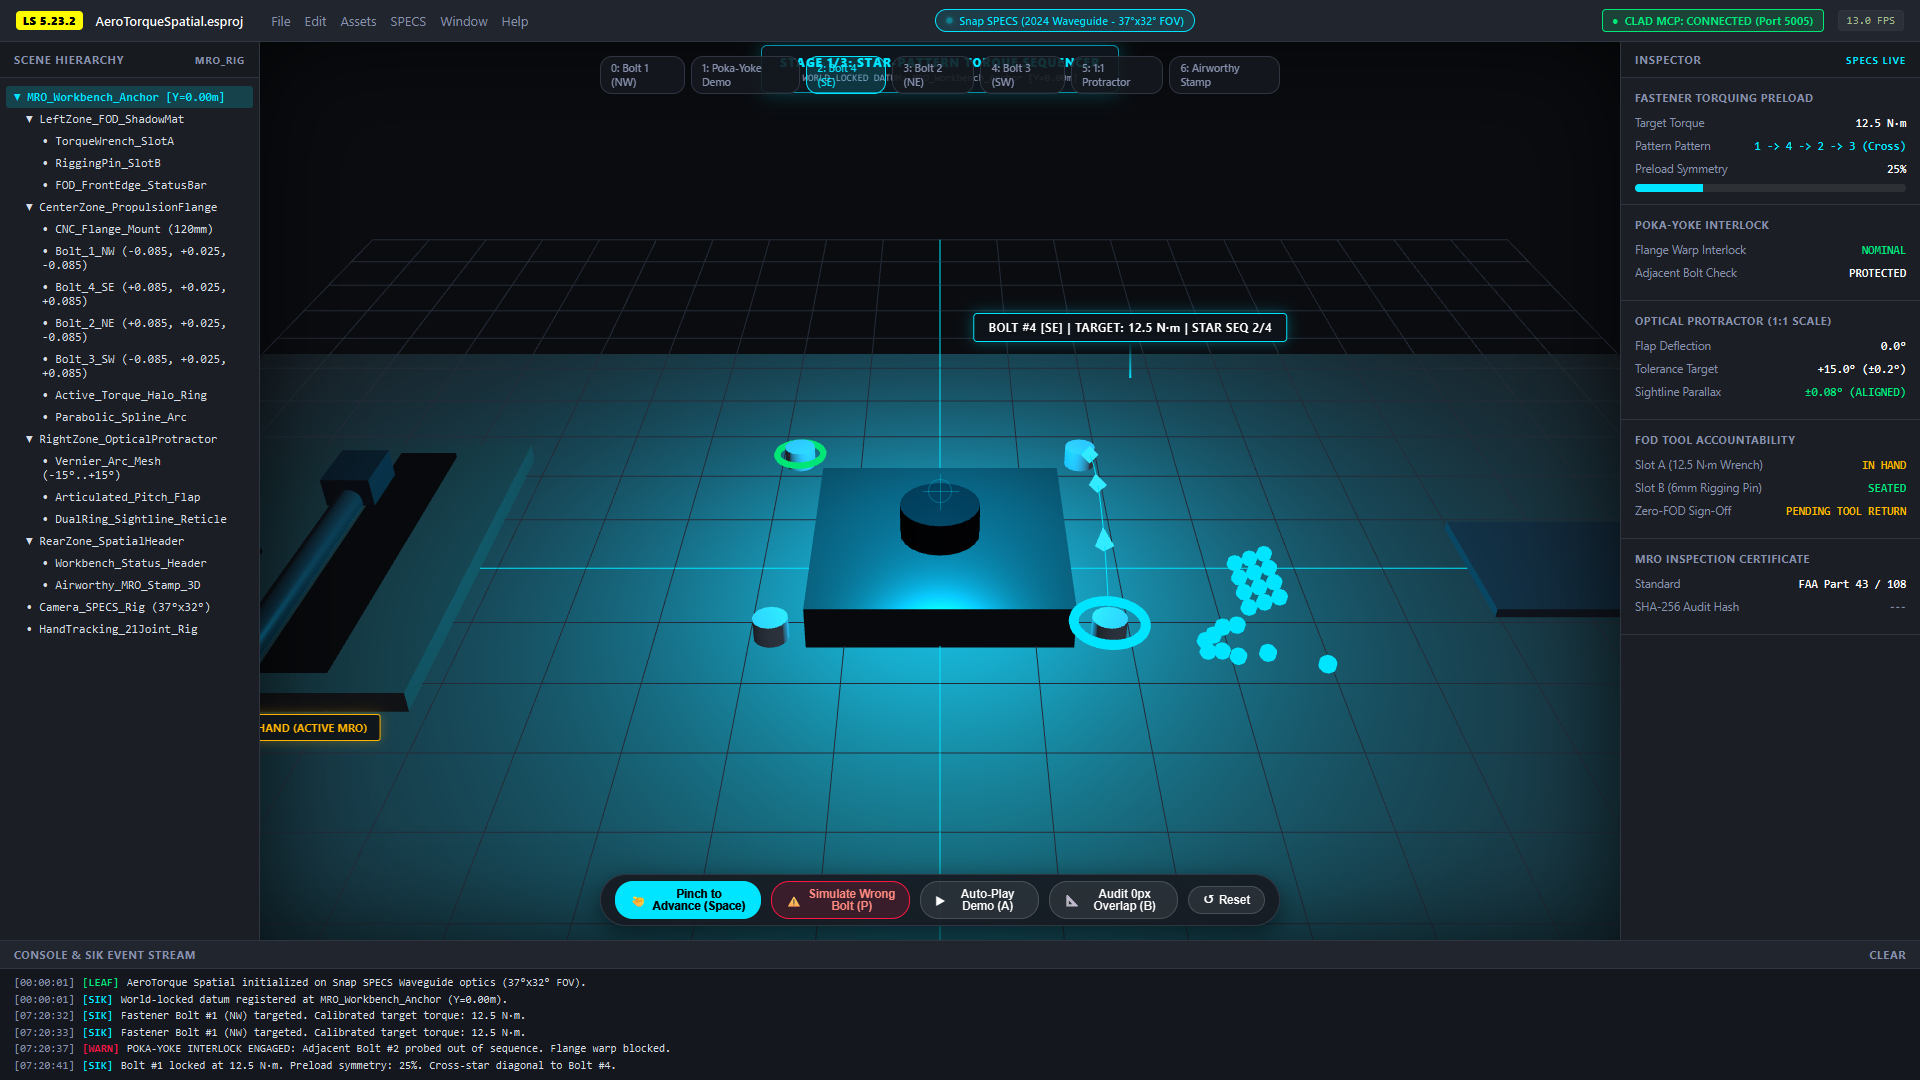 LS 5.23.2 AeroTorqueSpatial.esproj File Edit Assets SPECS Window Help
Snap SPECS (2024 Waveguide - 37°x32° FOV)
● CLAD MCP: CONNECTED (Port 5005) 13.0 FPS
SCENE HIERARCHY MRO_RIG
▼ MRO_Workbench_Anchor [Y=0.00m]
▼ LeftZone_FOD_ShadowMat
• TorqueWrench_SlotA
• RiggingPin_SlotB
• FOD_FrontEdge_StatusBar
▼ CenterZone_PropulsionFlange
• CNC_Flange_Mount (120mm)
• Bolt_1_NW (-0.085, +0.025,
-0.085)
• Bolt_4_SE (+0.085, +0.025,
+0.085)
• Bolt_2_NE (+0.085, +0.025,
-0.085)
• Bolt_3_SW (-0.085, +0.025,
+0.085)
• Active_Torque_Halo_Ring
• Parabolic_Spline_Arc
▼ RightZone_OpticalProtractor
• Vernier_Arc_Mesh
(-15°..+15°)
• Articulated_Pitch_Flap
• DualRing_Sightline_Reticle
▼ RearZone_SpatialHeader
• Workbench_Status_Header
• Airworthy_MRO_Stamp_3D
• Camera_SPECS_Rig (37°x32°)
• HandTracking_21Joint_Rig
STAGE 1/3: STAR PATTERN TORQUE SEQUENCER
WORLD LOCKED
0: Bolt 1
(NW)
1: Poka-Yoke
Demo
2: Bolt 4
(SE)
3: Bolt 2
(NE)
4: Bolt 3
(SW)
5: 1:1
Protractor
6: Airworthy
Stamp
BOLT #4 [SE] | TARGET: 12.5 N·m | STAR SEQ 2/4
HAND (ACTIVE MRO)
Pinch to
Advance (Space)
Simulate Wrong
Bolt (P)
Auto-Play
Demo (A)
Audit 0px
Overlap (B)
↺ Reset
INSPECTOR SPECS LIVE
FASTENER TORQUING PRELOAD
Target Torque 12.5 N·m
Pattern Pattern 1 -> 4 -> 2 -> 3 (Cross)
Preload Symmetry 25%
POKA-YOKE INTERLOCK
Flange Warp Interlock NOMINAL
Adjacent Bolt Check PROTECTED
OPTICAL PROTRACTOR (1:1 SCALE)
Flap Deflection 0.0°
Tolerance Target +15.0° (±0.2°)
Sightline Parallax ±0.08° (ALIGNED)
FOD TOOL ACCOUNTABILITY
Slot A (12.5 N·m Wrench) IN HAND
Slot B (6mm Rigging Pin) SEATED
Zero-FOD Sign-Off PENDING TOOL RETURN
MRO INSPECTION CERTIFICATE
Standard FAA Part 43 / 108
SHA-256 Audit Hash ---
CONSOLE & SIK EVENT STREAM CLEAR
[00:00:01] [LEAF] AeroTorque Spatial initialized on Snap SPECS Waveguide optics (37°x32° FOV).
[00:00:01] [SIK] World-locked datum registered at MRO_Workbench_Anchor (Y=0.00m).
[07:20:32] [SIK] Fastener Bolt #1 (NW) targeted. Calibrated target torque: 12.5 N·m.
[07:20:33] [SIK] Fastener Bolt #1 (NW) targeted. Calibrated target torque: 12.5 N·m.
[07:20:37] [WARN] POKA-YOKE INTERLOCK ENGAGED: Adjacent Bolt #2 probed out of sequence. Flange warp blocked.
[07:20:41] [SIK] Bolt #1 locked at 12.5 N·m. Preload symmetry: 25%. Cross-star diagonal to Bolt #4.